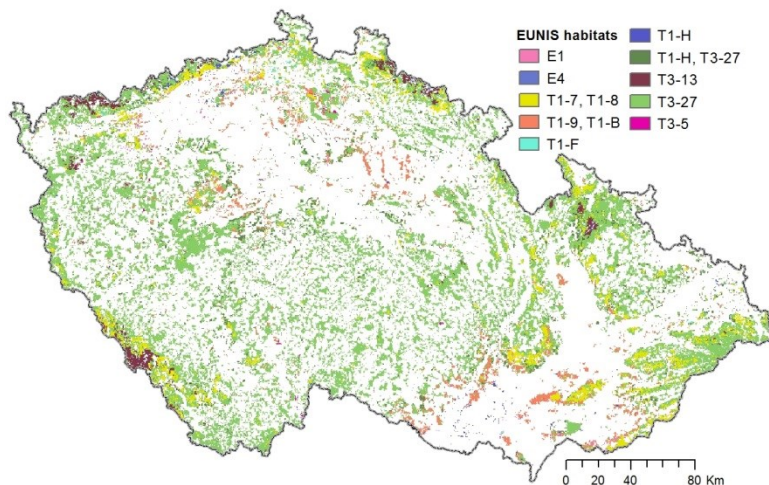 EUNIS habitats
E1
E4
T1-7, T1-8
T1-9, T1-B
T1-F
T1-H
T1-H, T3-27
T3-13
T3-27
T3-5
0 20 40 80 Km